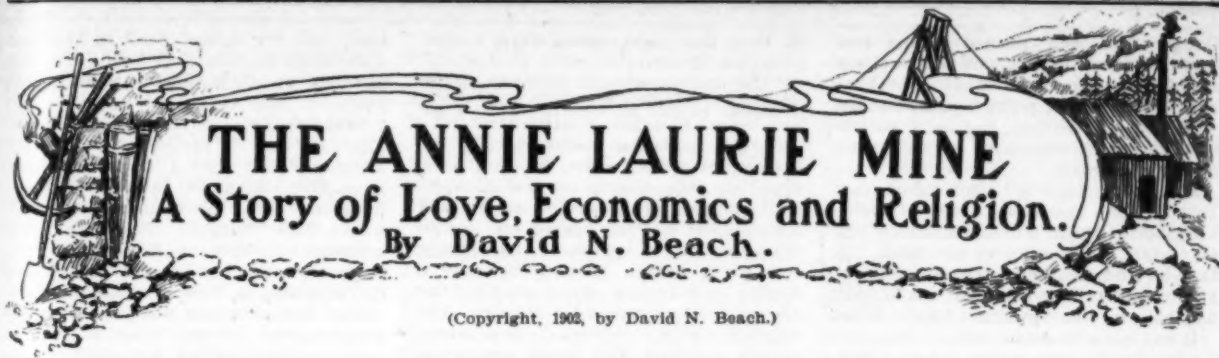 THE ANNIE LAURIE MINE
A Story of Love, Economics and Religion.
By David N. Beach.
(Copyright, 1902, by David N. Beach.)